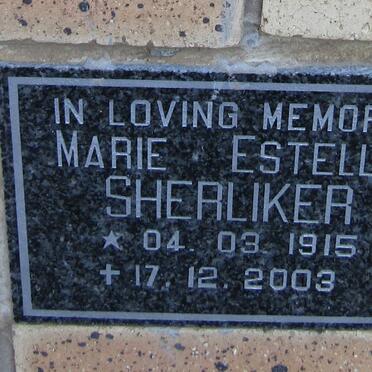 IN LOVING MEMOR
MARIE ESTELL
SHERLIKER
★ 04. 03. 1915
✝ 17. 12. 2003